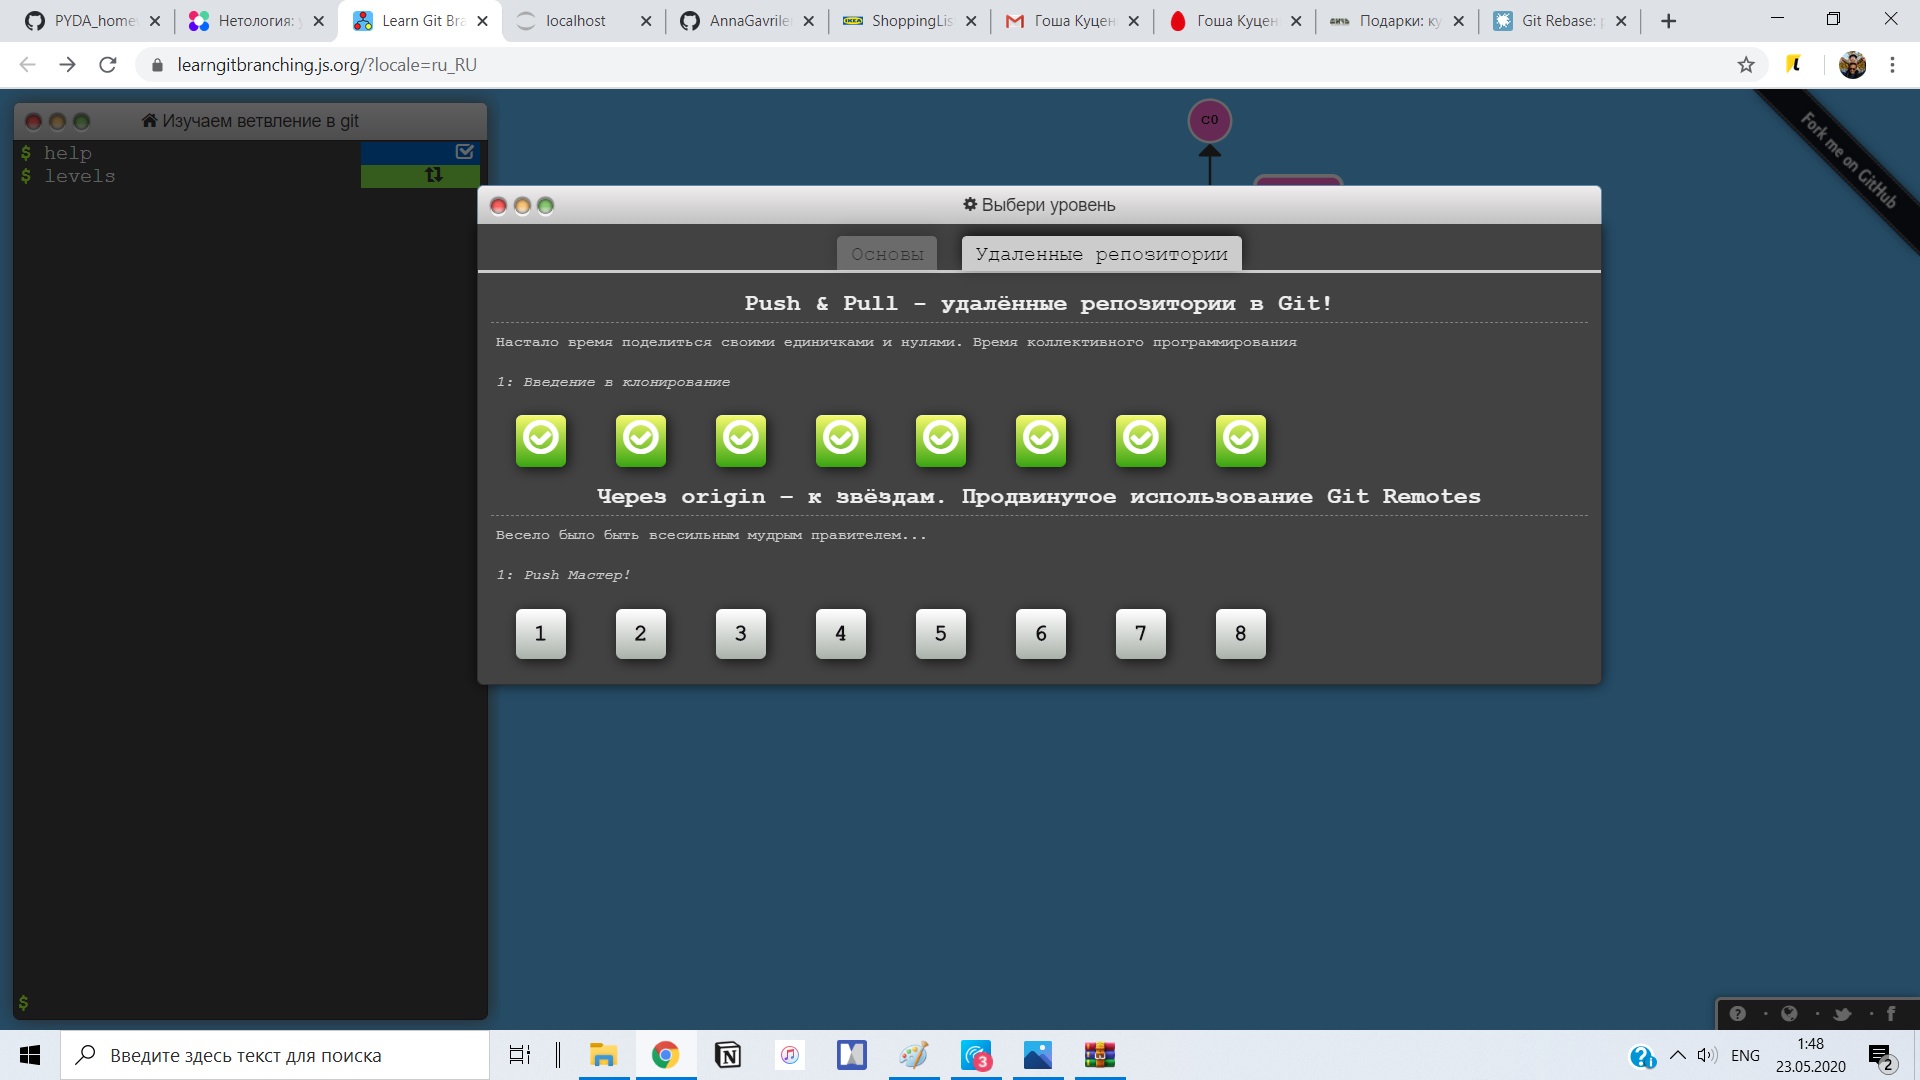 PYDA_home
Нетология: у
Learn Git Bra
localhost
AnnaGavriler
ShoppingLis
Гоша Куцен
Гоша Куцен
Подарки: ку
Git Rebase: р
learngitbranching.js.org/?locale=ru_RU
Изучаем ветвление в git
$ help
$ levels
C0
Fork me on GitHub
Выбери уровень
Основы
Удаленные репозитории
Push & Pull - удалённые репозитории в Git!
Настало время поделиться своими единичками и нулями. Время коллективного программирования
1: Введение в клонирование
Через origin – к звёздам. Продвинутое использование Git Remotes
Весело было быть всесильным мудрым правителем...
1: Push Мастер!
1 2 3 4 5 6 7 8
$
Введите здесь текст для поиска
3
ENG
1:48
23.05.2020
2